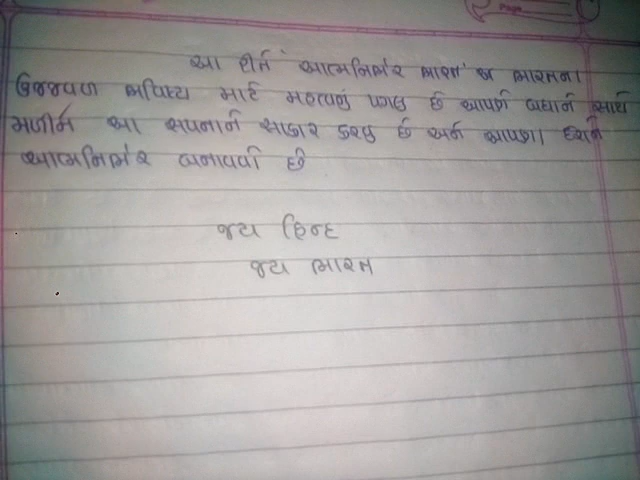 Page
આ રીતે આત્મનિર્ભર ભારત એ ભારતના
ઉજ્જવળ ભવિષ્ય માટે મહત્વનું પગલું છે આપણે બધાને સાથે
મળીને આ સપનાને સાકાર કરવું છે અને આપણા દેશને
આત્મનિર્ભર બનાવવો છે
જય હિન્દ
જય ભારત